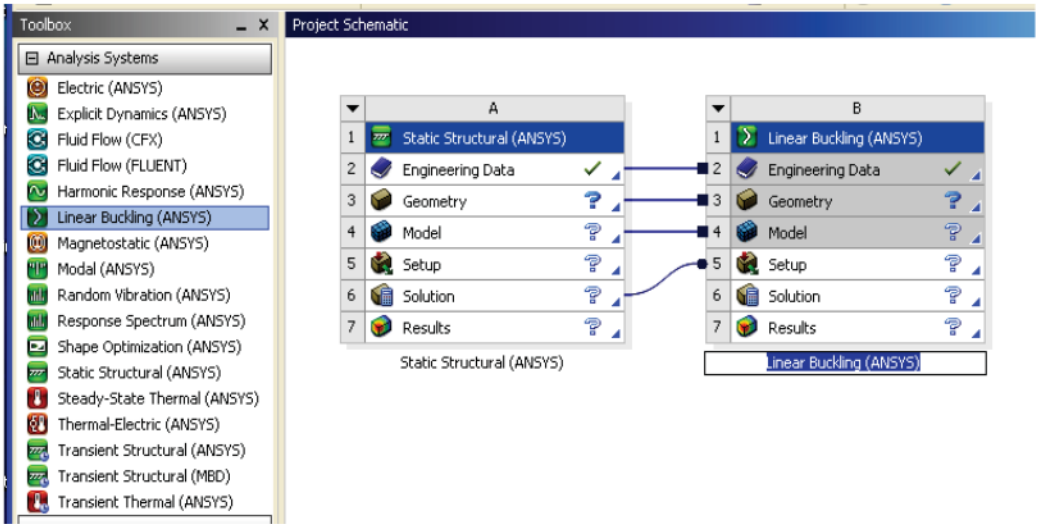 Toolbox
Project Schematic
Analysis Systems
Electric (ANSYS)
Explicit Dynamics (ANSYS)
Fluid Flow (CFX)
Fluid Flow (FLUENT)
Harmonic Response (ANSYS)
Linear Buckling (ANSYS)
Magnetostatic (ANSYS)
Modal (ANSYS)
Random Vibration (ANSYS)
Response Spectrum (ANSYS)
Shape Optimization (ANSYS)
Static Structural (ANSYS)
Steady-State Thermal (ANSYS)
Thermal-Electric (ANSYS)
Transient Structural (ANSYS)
Transient Structural (MBD)
Transient Thermal (ANSYS)
A
1 Static Structural (ANSYS)
2 Engineering Data
3 Geometry
4 Model
5 Setup
6 Solution
7 Results
Static Structural (ANSYS)
B
1 Linear Buckling (ANSYS)
2 Engineering Data
3 Geometry
4 Model
5 Setup
6 Solution
7 Results
Linear Buckling (ANSYS)